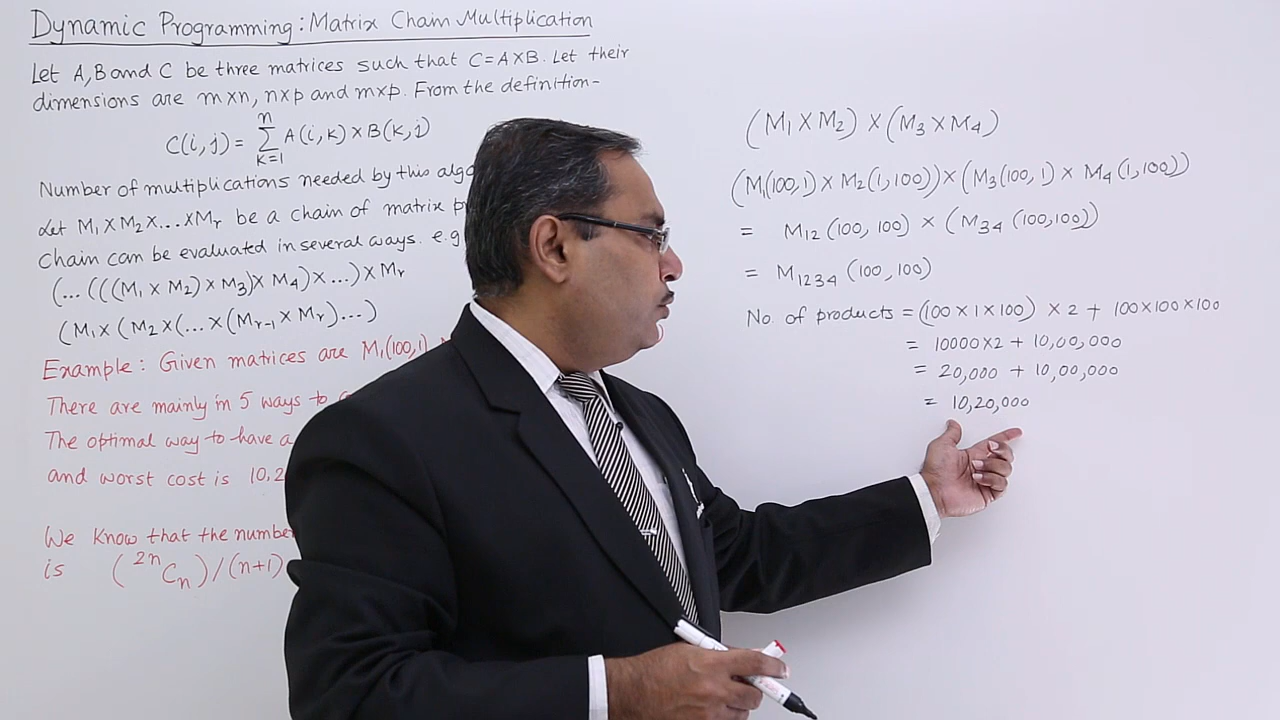 Dynamic Programming: Matrix Chain Multiplication
Let A, B and C be three matrices such that C=A×B. Let their
dimensions are m×n, n×p and m×p. From the definition-
C(i,j) = n∑k=1 A(i,k) × B(k,j)
Number of multiplications needed by this algo
Let M₁×M₂×...×Mᵣ be a chain of matrix p
chain can be evaluated in several ways. e.g
(...(((M₁ × M₂) × M₃)× M₄)×...)×Mᵣ
(M₁×(M₂×(...×(Mᵣ₋₁×Mᵣ)...)
Example: Given matrices are M₁(100,1)
There are mainly in 5 ways to
The optimal way to have a
and worst cost is 10,2
We Know that the number
is (²ⁿCₙ)/(n+1)
(M₁ × M₂) × (M₃ × M₄)
(M₁(100,1) × M₂(1,100))×(M₃(100,1) × M₄(1,100))
= M₁₂(100,100) × (M₃₄(100,100))
= M₁₂₃₄(100,100)
No. of products = (100×1×100) × 2 + 100×100×100
= 10000×2 + 10,00,000
= 20,000 + 10,00,000
= 10,20,000